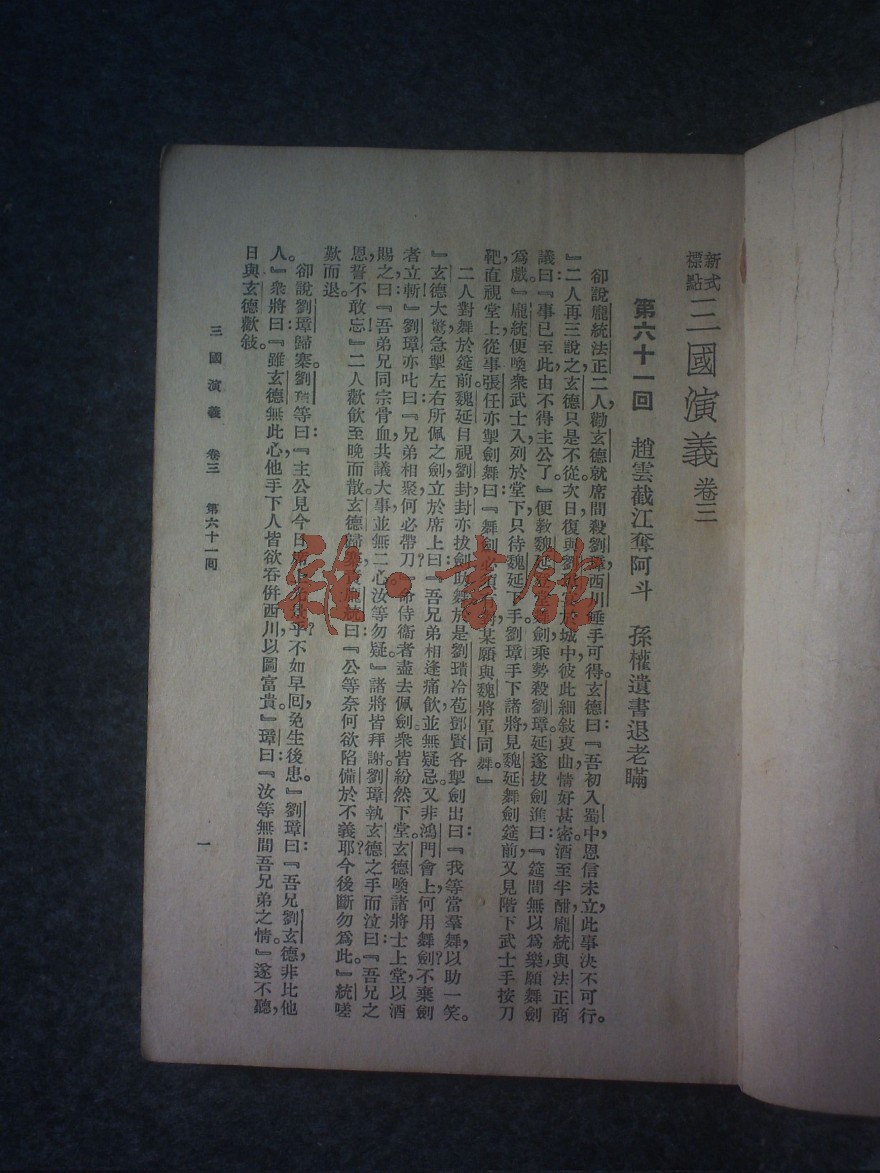 新式標點 三國演義 卷三
第六十一回 趙雲截江奪阿斗 孫權遺書退老瞞
卻說龐統法正二人勸玄德就席間殺劉璋,西川唾手可得。玄德曰:『吾初入蜀中,恩信未立,此事決不可行。
』二人再三說之,玄德只是不從。次日,復與劉 於城中,彼此細敍衷曲,情好甚密。酒至半酣,龐統與法正商
議曰:『事已至此,由不得主公了。』便教魏延 劍,乘勢殺劉璋。延遂拔劍進曰:『筵間無以爲樂,願舞劍
爲戲。』龐統便喚衆武士入列於堂下,只待魏延下手。劉璋手下諸將見魏延舞劍筵前,又見階下武士手按刀
靶,直視堂上,從事張任亦掣劍舞曰:『舞劍必須 對,某願與魏將軍同舞。』
二人對舞於筵前。魏延目視劉封,封亦拔劍助舞。於是劉璝冷苞鄧賢各掣劍出曰:『我等當羣舞,以助一笑。
』玄德大驚,急掣左右所佩之劍,立於席上曰:『吾兄弟相逢痛飲,並無疑忌。又非鴻門會上,何用舞劍?不棄劍
者立斬!』劉璋亦叱曰:『兄弟相聚,何必帶刀?』命侍衞者盡去佩劍。衆皆紛然下堂。玄德喚諸將士上堂,以酒
賜之,曰:『吾弟兄同宗骨血,共議大事,並無二心。汝等勿疑。』諸將皆拜謝。劉璋執玄德之手而泣曰:『吾兄之
恩,誓不敢忘!』二人歡飲至晚而散。玄德歸寨,責龐統曰:『公等奈何欲陷備於不義耶?今後斷勿爲此。』統嗟
歎而退。
卻說劉璋歸寨,劉璝等曰:『主公見今日席上光景乎?不如早回,免生後患。』劉璋曰:『吾兄劉玄德,非比他
人。』衆將曰:『雖玄德無此心,他手下人皆欲吞併西川,以圖富貴。』璋曰:『汝等無間吾兄弟之情。』遂不聽,
日與玄德歡敍。
三國演義 卷三 第六十一回 一
雜·書館